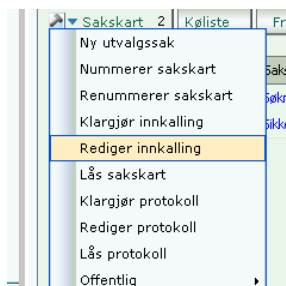 Sakskart 2 Køliste Fr
Ny utvalgssak
Nummerer sakskart
Renummerer sakskart
Klargjør innkalling
Rediger innkalling
Lås sakskart
Klargjør protokoll
Rediger protokoll
Lås protokoll
Offentlig